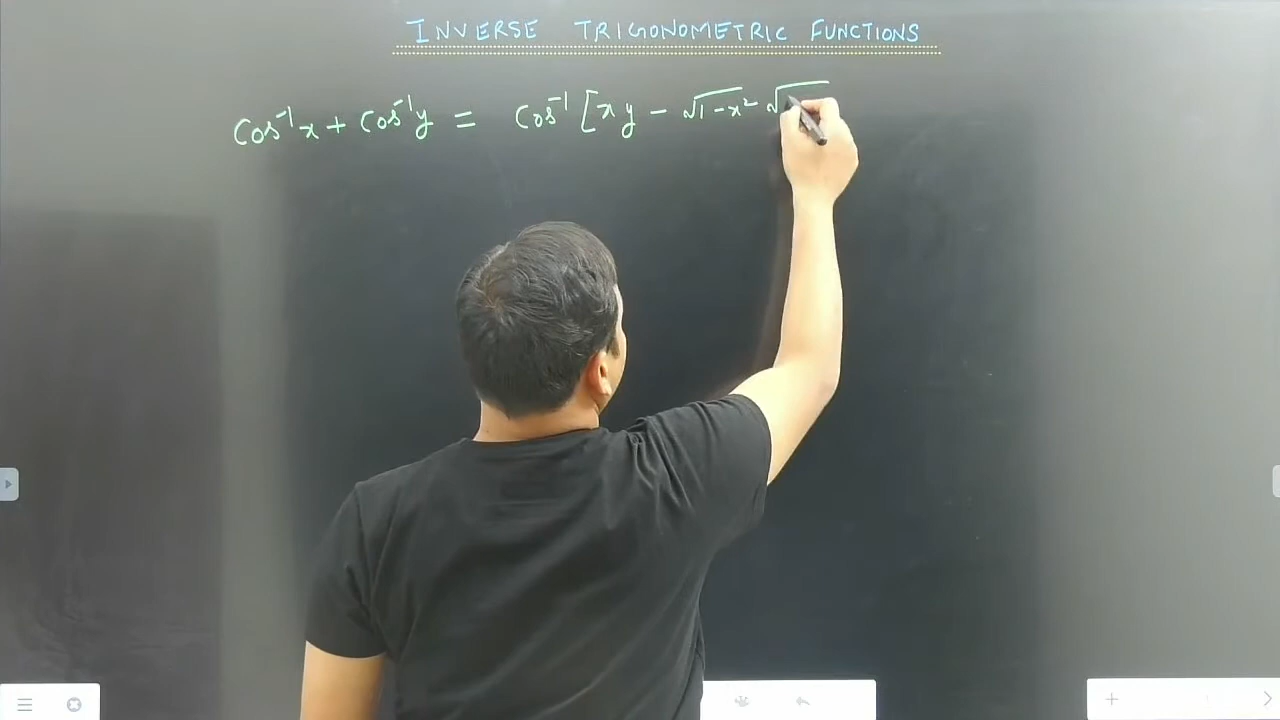 INVERSE TRIGONOMETRIC FUNCTIONS
Cos⁻¹x + Cos⁻¹y = Cos⁻¹ [xy − √1−x² √